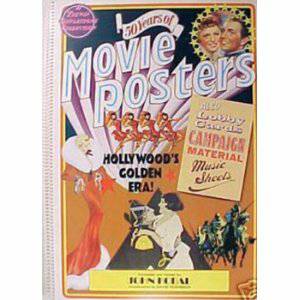 50 Years of
MOVIE POSTERS
ALSO
Lobby
Cards
CAMPAIGN
MATERIAL
Music
Sheets
HOLLYWOOD'S
GOLDEN
ERA!
JOHN KOBAL